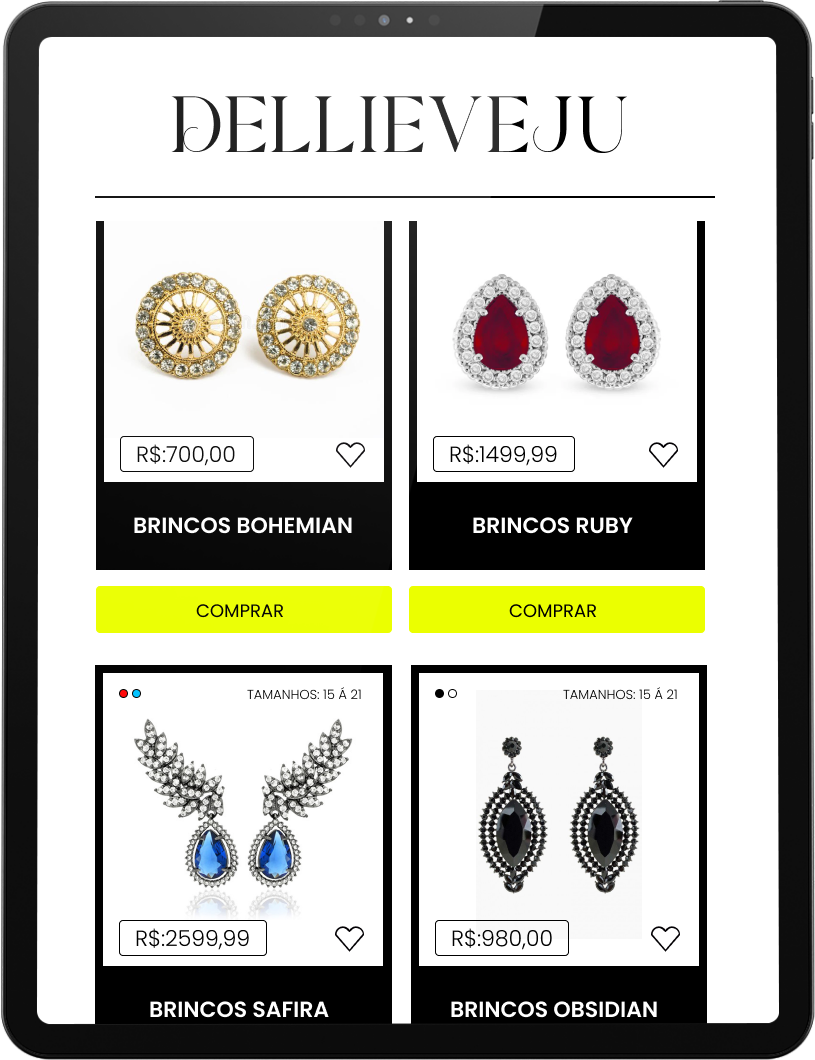 DELLIEVEJU
R$:700,00
R$:1499,99
BRINCOS BOHEMIAN
BRINCOS RUBY
COMPRAR
COMPRAR
TAMANHOS: 15 Á 21
TAMANHOS: 15 Á 21
R$:2599,99
R$:980,00
BRINCOS SAFIRA
BRINCOS OBSIDIAN